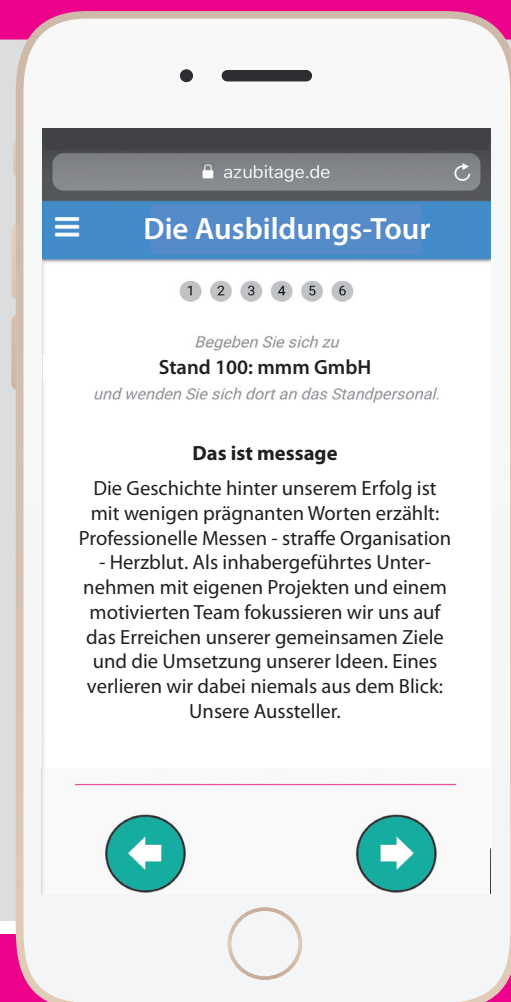 azubitage.de
Die Ausbildungs-Tour
1 2 3 4 5 6
Begeben Sie sich zu
Stand 100: mmm GmbH
und wenden Sie sich dort an das Standpersonal.
Das ist message
Die Geschichte hinter unserem Erfolg ist
mit wenigen prägnanten Worten erzählt:
Professionelle Messen - straffe Organisation
- Herzblut. Als inhabergeführtes Unter-
nehmen mit eigenen Projekten und einem
motivierten Team fokussieren wir uns auf
das Erreichen unserer gemeinsamen Ziele
und die Umsetzung unserer Ideen. Eines
verlieren wir dabei niemals aus dem Blick:
Unsere Aussteller.